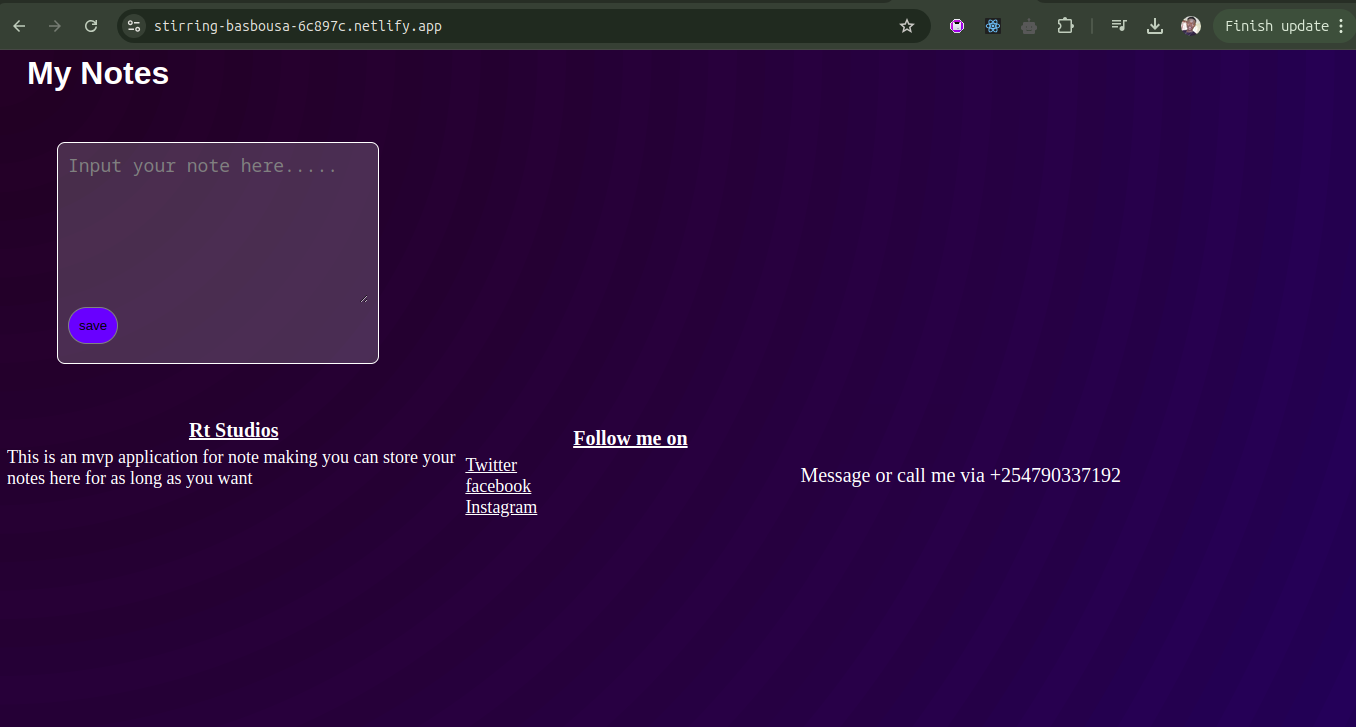 stirring-basbousa-6c897c.netlify.app
Finish update
My Notes
Input your note here.....
save
Rt Studios
This is an mvp application for note making you can store your
notes here for as long as you want
Follow me on
Twitter
facebook
Instagram
Message or call me via +254790337192